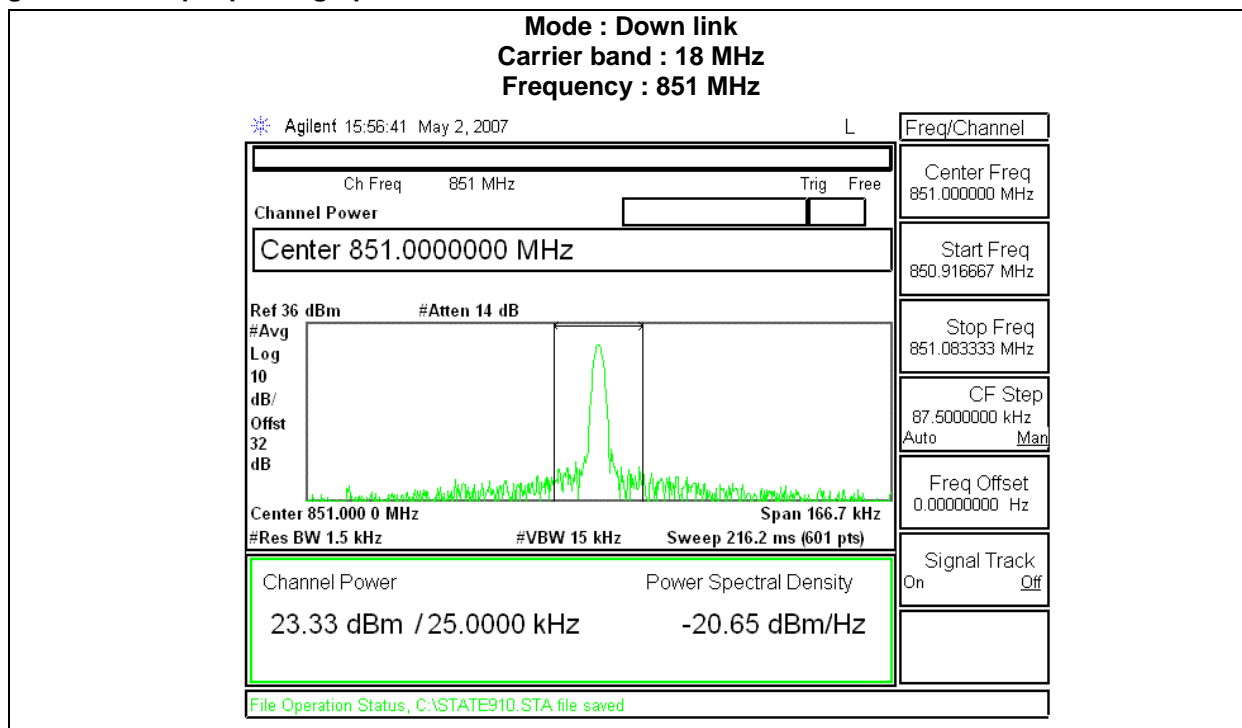 Mode : Down link
Carrier band : 18 MHz
Frequency : 851 MHz
Agilent 15:56:41 May 2, 2007 L
Freq/Channel
Ch Freq 851 MHz Trig Free
Channel Power
Center 851.0000000 MHz
Center Freq
851.000000 MHz
Start Freq
850.916667 MHz
Stop Freq
851.083333 MHz
CF Step
87.5000000 kHz
Auto Man
Freq Offset
0.00000000 Hz
Signal Track
On Off
Ref 36 dBm #Atten 14 dB
#Avg
Log
10
dB/
Offst
32
dB
Center 851.000 0 MHz Span 166.7 kHz
#Res BW 1.5 kHz #VBW 15 kHz Sweep 216.2 ms (601 pts)
Channel Power Power Spectral Density
23.33 dBm / 25.0000 kHz -20.65 dBm/Hz
File Operation Status, C:\STATE910.STA file saved